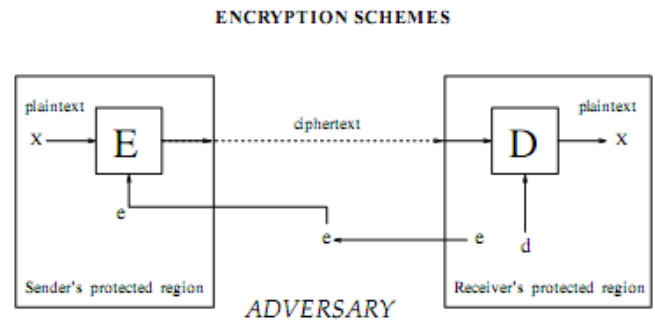 ENCRYPTION SCHEMES
plaintext
ciphertext
plaintext
X
E
D
X
e
e
e
d
Sender's protected region
ADVERSARY
Receiver's protected region